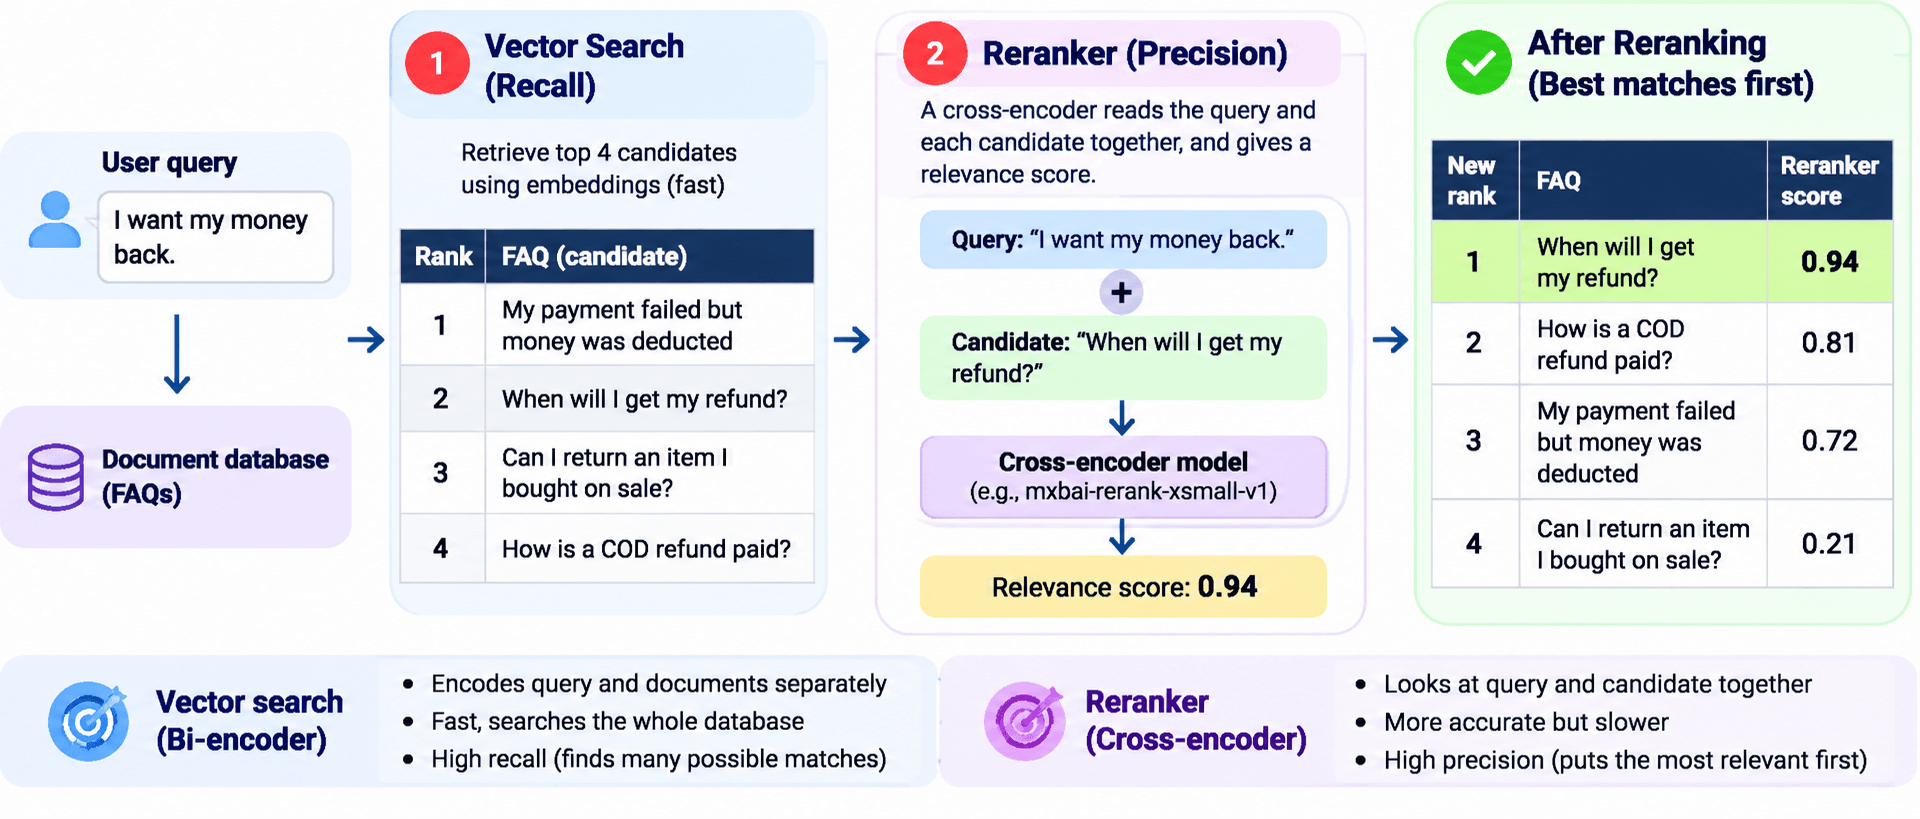 User query
I want my money
back.
Document database
(FAQs)
1
Vector Search
(Recall)
Retrieve top 4 candidates
using embeddings (fast)
Rank FAQ (candidate)
1 My payment failed but
money was deducted
2 When will I get my refund?
3 Can I return an item I
bought on sale?
4 How is a COD refund paid?
2 Reranker (Precision)
A cross-encoder reads the query and
each candidate together, and gives a
relevance score.
Query: “I want my money back.”
+
Candidate: “When will I get my
refund?”
Cross-encoder model
(e.g., mxbai-rerank-xsmall-v1)
Relevance score: 0.94
After Reranking
(Best matches first)
New
rank
FAQ
Reranker
score
1 When will I get
my refund?
0.94
2 How is a COD
refund paid?
0.81
3 My payment failed
but money was
deducted
0.72
4 Can I return an item
I bought on sale?
0.21
Vector search
(Bi-encoder)
• Encodes query and documents separately
• Fast, searches the whole database
• High recall (finds many possible matches)
Reranker
(Cross-encoder)
• Looks at query and candidate together
• More accurate but slower
• High precision (puts the most relevant first)